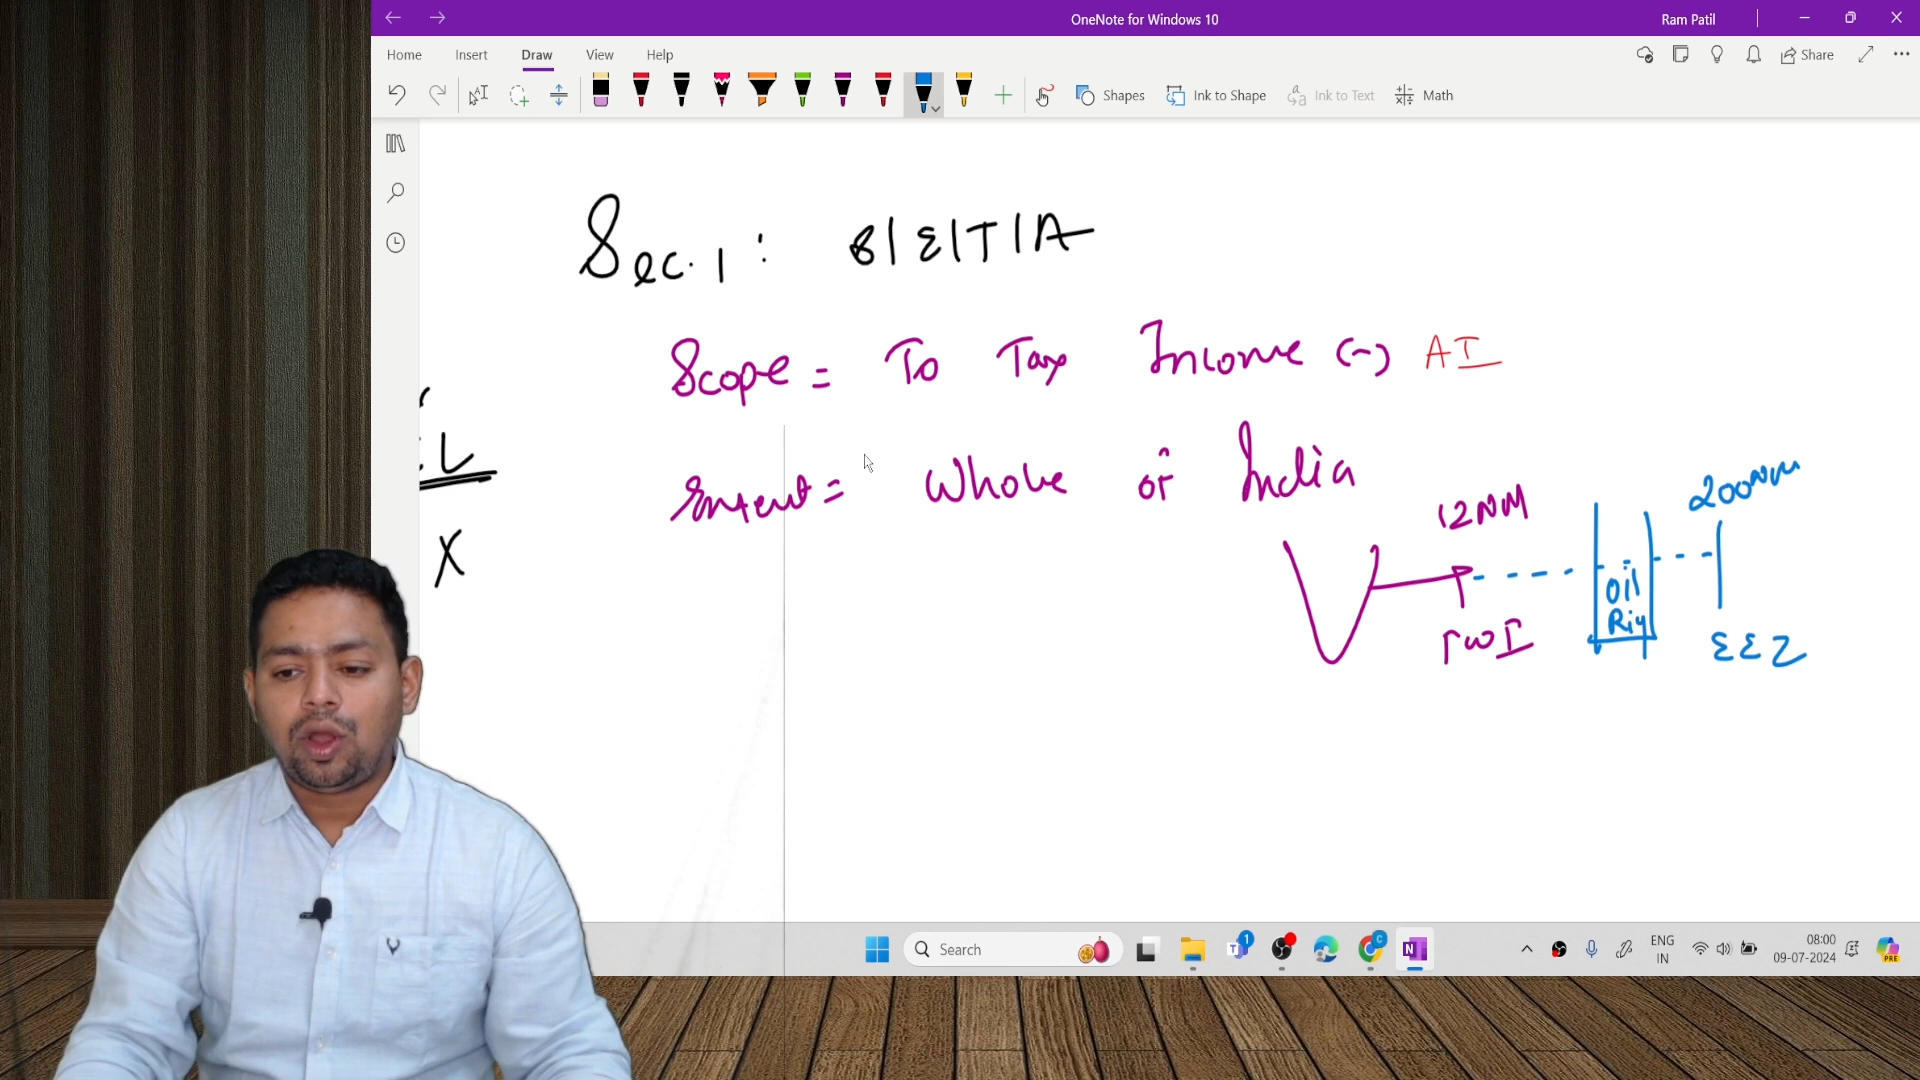 OneNote for Windows 10
Ram Patil
Home Insert Draw View Help
Share
Shapes Ink to Shape Ink to Text Math
Sec. 1 : S|E|T|A
Scope = To Tax Income (-) AI
Extent = Whole of India
L
X
12NM
200NM
Oil
Rig
TWI
EEZ
Search
1
C
N
ENG
IN
08:00
09-07-2024
PRE